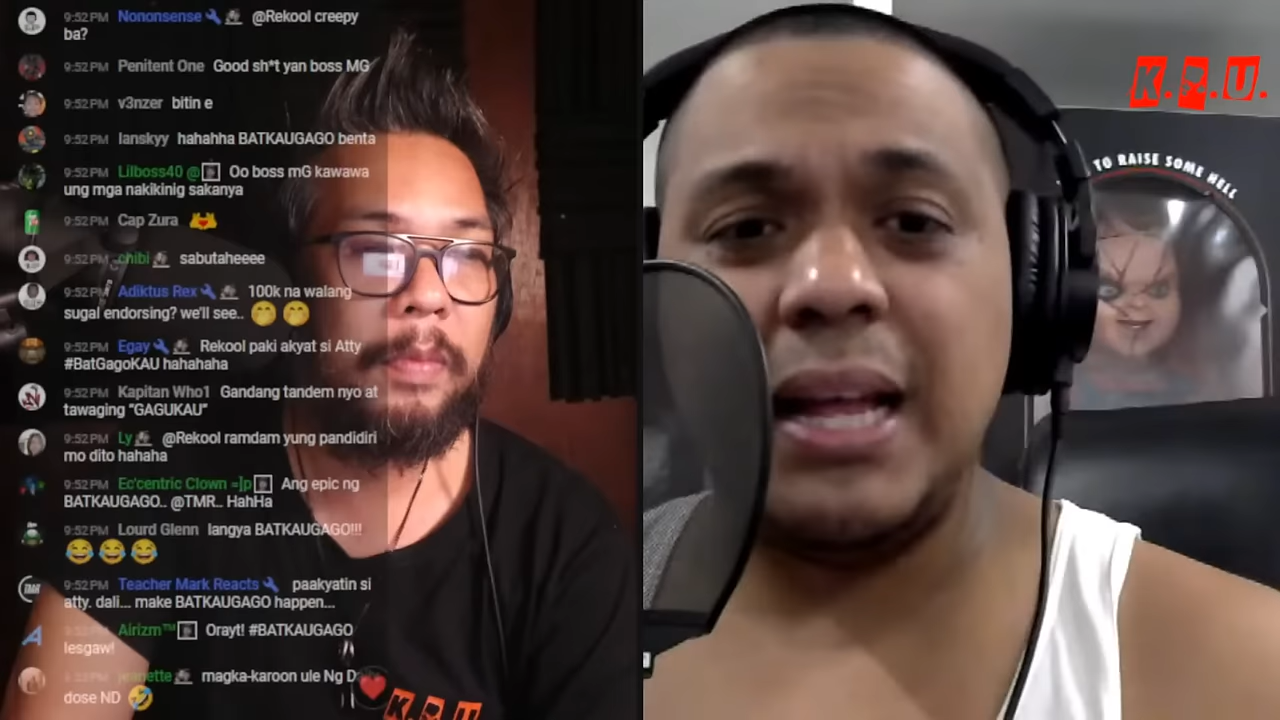 9:52 PM Nononsense @Rekool creepy
ba?
9:52 PM Penitent One Good sh*t yan boss MG
9:52 PM v3nzer bitin e
9:52 PM Ianskyy hahahha BATKAUGAGO benta
9:52 PM Lilboss40 @ Oo boss mG kawawa
ung mga nakikinig sakanya
9:52 PM Cap Zura
9:52 PM chibi sabutaheeee
9:52 PM Adiktus Rex 100k na walang
sugal endorsing? we'll see..
9:52 PM Egay Rekool paki akyat si Atty
#BatGagoKAU hahahaha
9:52 PM Kapitan Who1 Gandang tandem nyo at
tawaging "GAGUKAU"
9:52 PM Ly @Rekool ramdam yung pandidiri
mo dito hahaha
9:52 PM Ec'centric Clown =]p Ang epic ng
BATKAUGAGO.. @TMR.. HahHa
9:52 PM Lourd Glenn langya BATKAUGAGO!!!
😂😂😂
9:52 PM Teacher Mark Reacts paakyatin si
atty. dali... make BATKAUGAGO happen...
Airizm™ Orayt! #BATKAUGAGO
lesgaw!
jeanette magka-karoon ule Ng D
dose ND 🤣
K.P.U
K.P.U.
TO RAISE SOME HELL